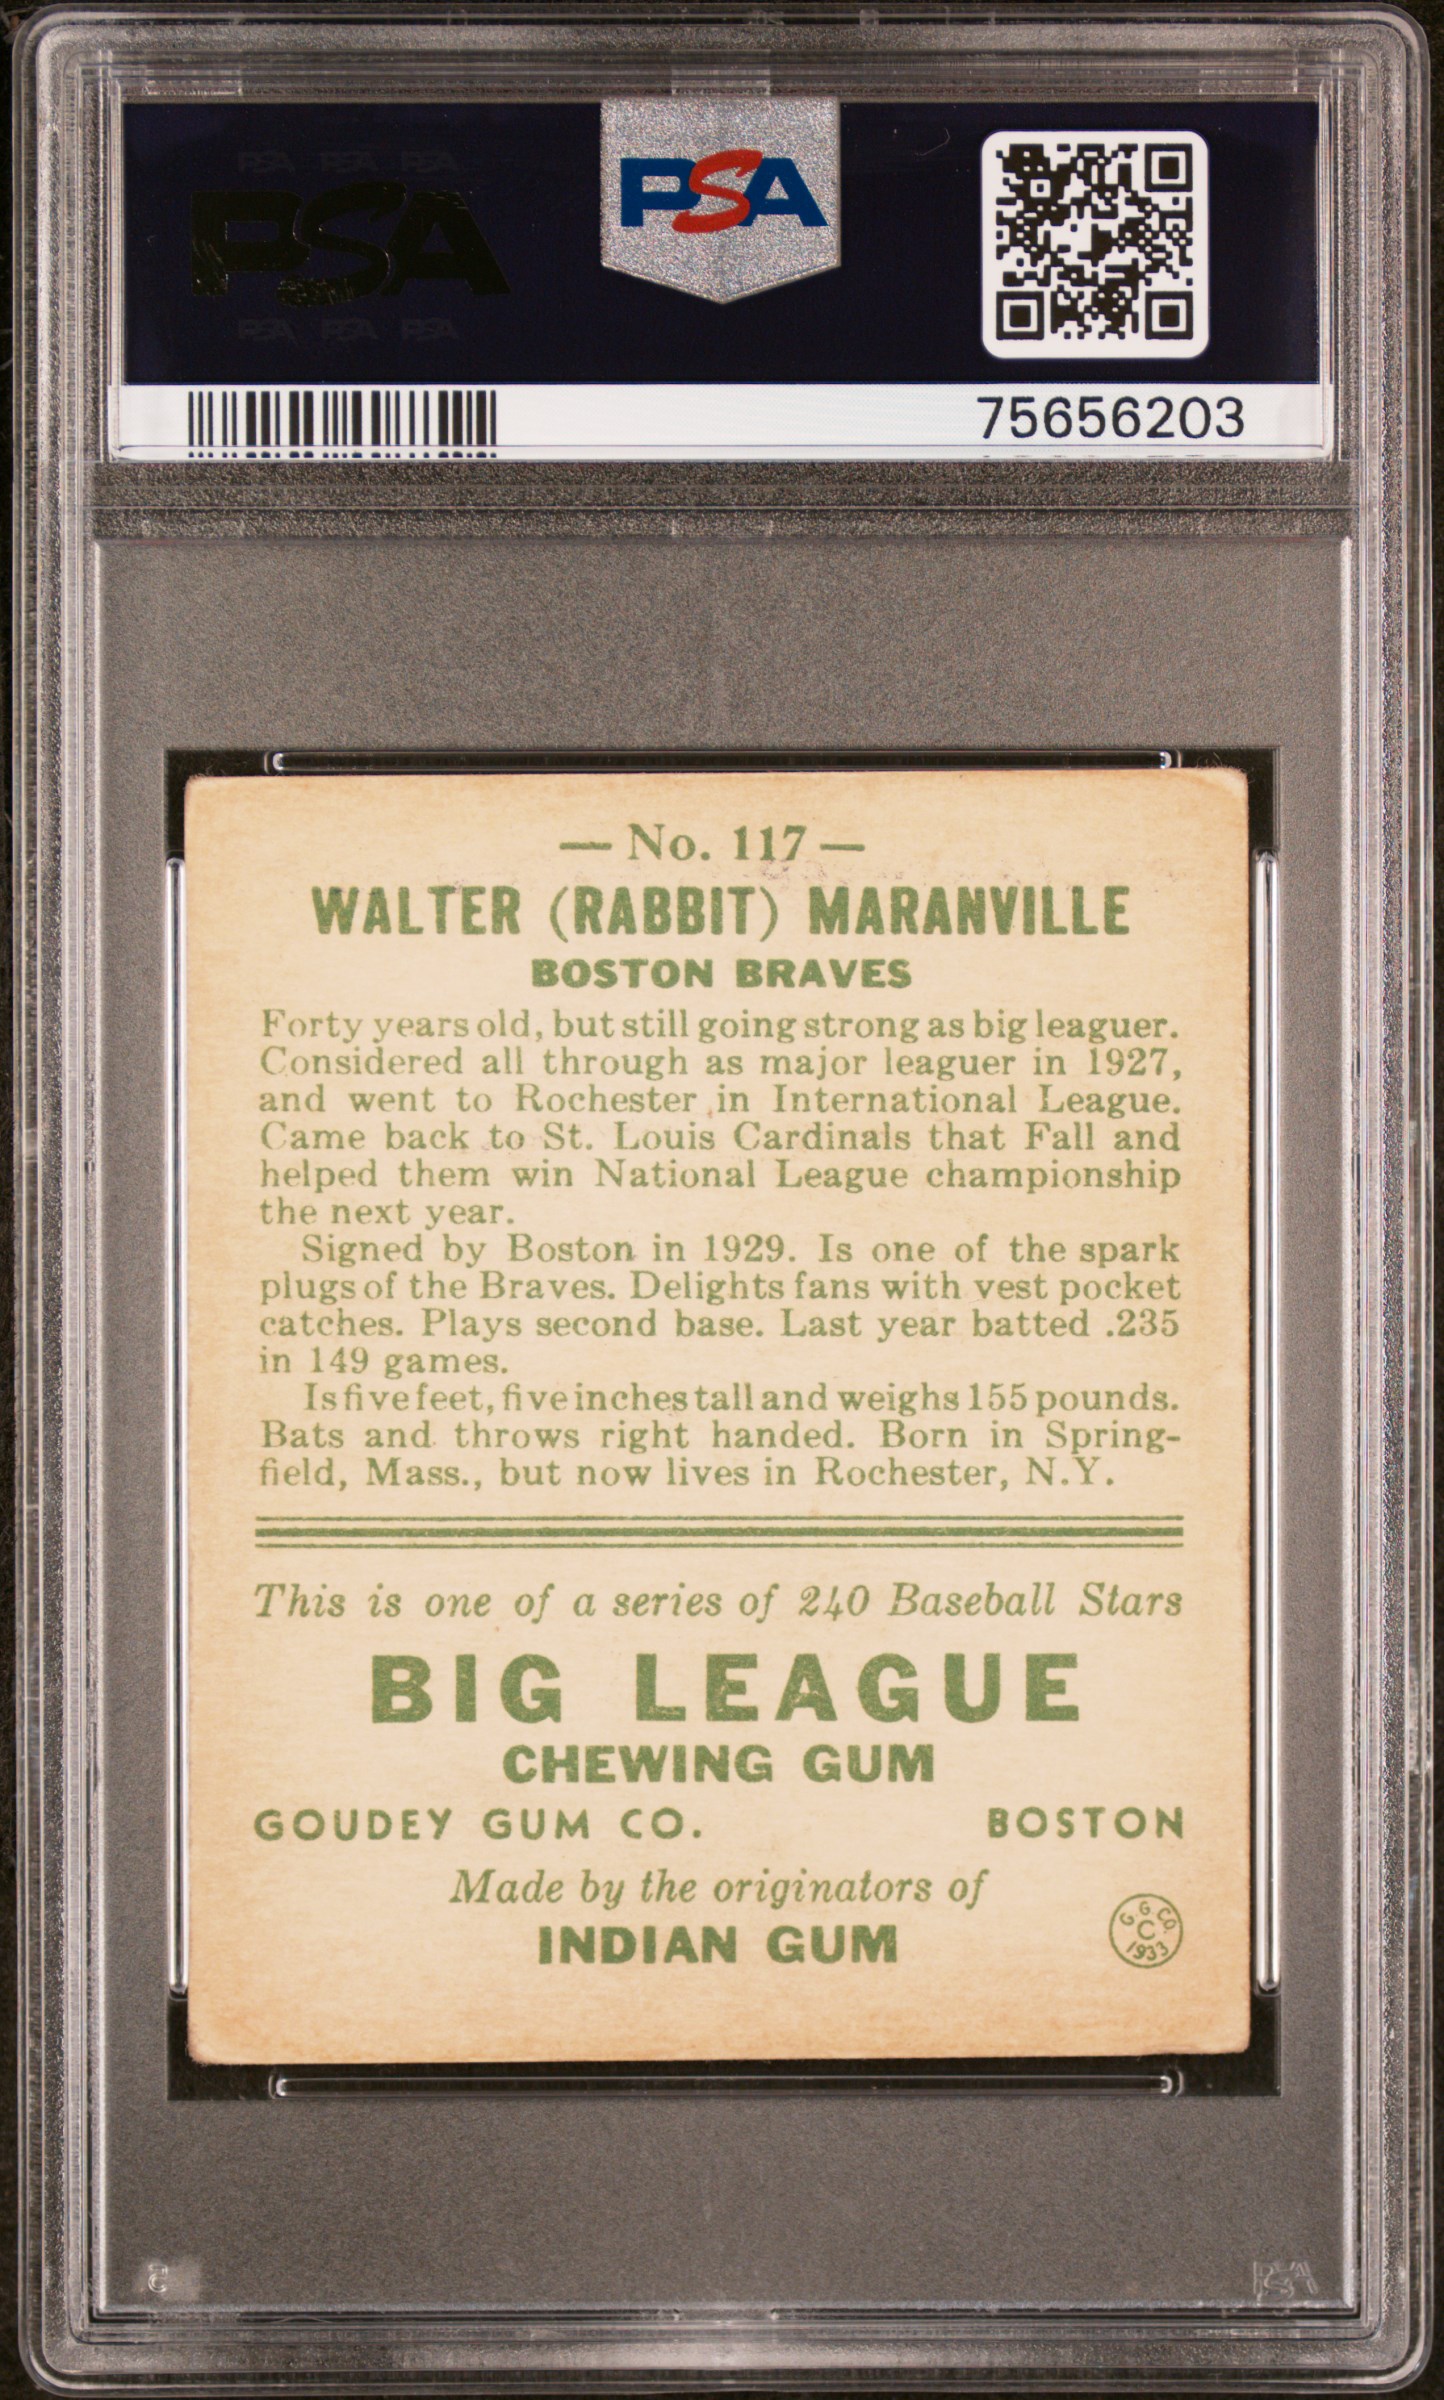 PSA PSA PSA
PSA
PSA PSA PSA
PSA
75656203
— No. 117 —
WALTER (RABBIT) MARANVILLE
BOSTON BRAVES
Forty years old, but still going strong as big leaguer.
Considered all through as major leaguer in 1927,
and went to Rochester in International League.
Came back to St. Louis Cardinals that Fall and
helped them win National League championship
the next year.
Signed by Boston in 1929. Is one of the spark
plugs of the Braves. Delights fans with vest pocket
catches. Plays second base. Last year batted .235
in 149 games.
Is five feet, five inches tall and weighs 155 pounds.
Bats and throws right handed. Born in Spring-
field, Mass., but now lives in Rochester, N.Y.
This is one of a series of 240 Baseball Stars
BIG LEAGUE
CHEWING GUM
GOUDEY GUM CO. BOSTON
Made by the originators of
INDIAN GUM
G. G. CO.
C
1933
PSA